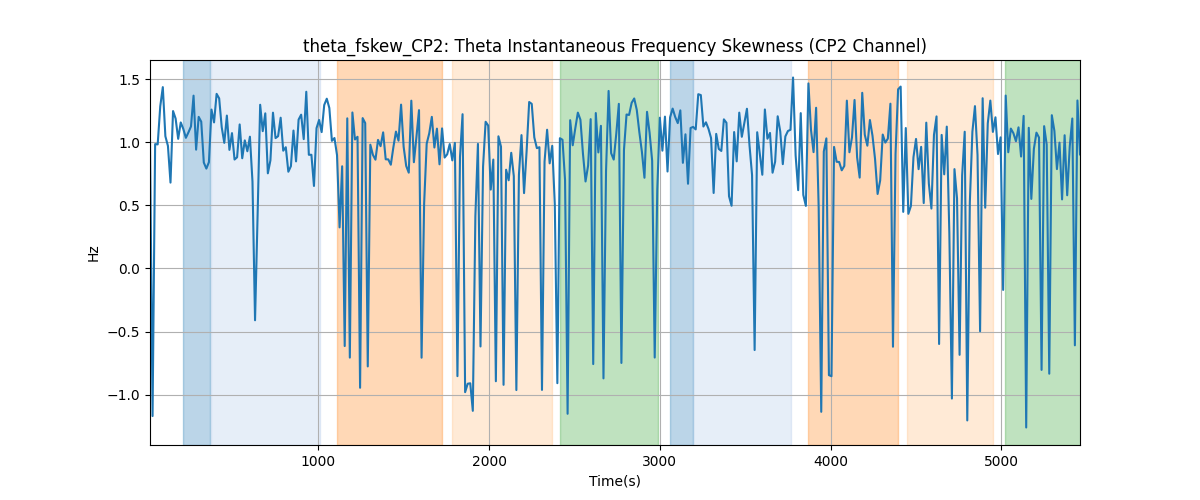 theta_fskew_CP2: Theta Instantaneous Frequency Skewness (CP2 Channel)
1.5
1.0
0.5
0.0
−0.5
−1.0
Hz
1000 2000 3000 4000 5000
Time(s)